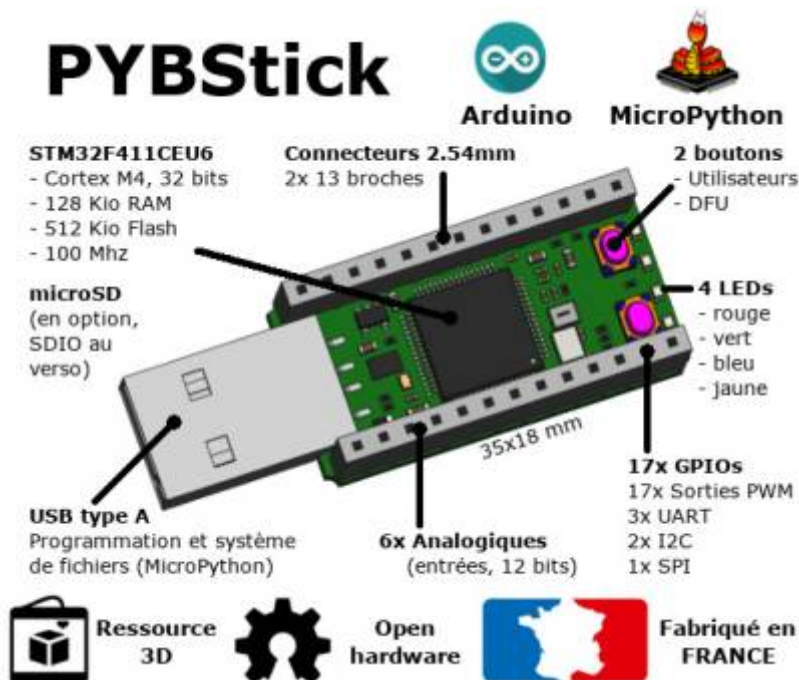 PYBStick
Arduino
MicroPython
STM32F411CEU6
- Cortex M4, 32 bits
- 128 Kio RAM
- 512 Kio Flash
- 100 Mhz
Connecteurs 2.54mm
2x 13 broches
2 boutons
- Utilisateurs
- DFU
microSD
(en option,
SDIO au
verso)
4 LEDs
- rouge
- vert
- bleu
- jaune
35x18 mm
USB type A
Programmation et système
de fichiers (MicroPython)
6x Analogiques
(entrées, 12 bits)
17x GPIOs
17x Sorties PWM
3x UART
2x I2C
1x SPI
Ressource
3D
Open
hardware
Fabriqué en
FRANCE